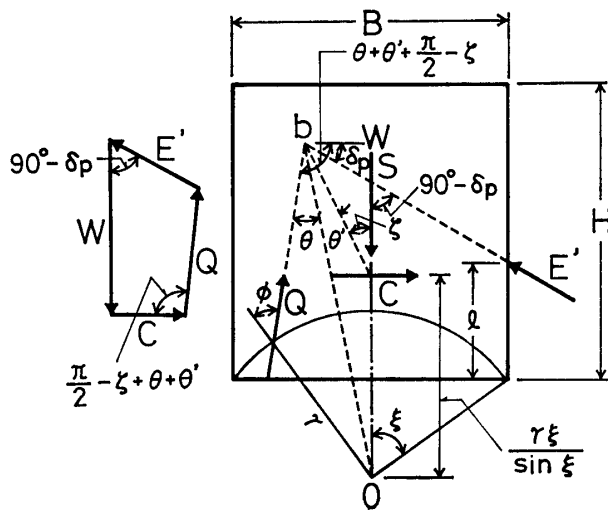 B
θ+θ'+π/2-ζ
b
W
δp
S
90°-δp
E'
90°-δp
W
Q
C
π/2-ζ+θ+θ'
θ
θ'
ζ
H
E'
φ
Q
C
ℓ
r
ξ
rξ/sin ξ
O